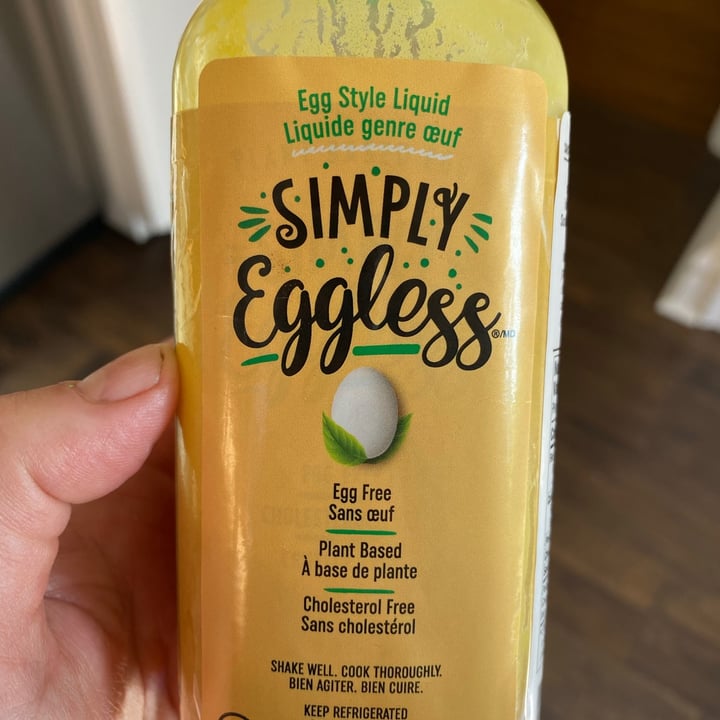 Egg Style Liquid
Liquide genre œuf
SIMPLY
Eggless
®/MD
Egg Free
Sans œuf
Plant Based
À base de plante
Cholesterol Free
Sans cholestérol
SHAKE WELL. COOK THOROUGHLY.
BIEN AGITER. BIEN CUIRE.
KEEP REFRIGERATED